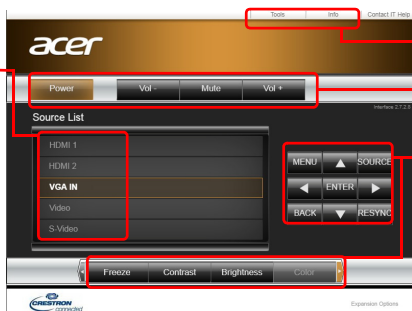 Tools Info Contact IT Help
acer
Power Vol - Mute Vol +
Interface 2.7.2.0
Source List
HDMI 1
HDMI 2
VGA IN
Video
S-Video
MENU SOURCE
ENTER
BACK RESYNC
Freeze Contrast Brightness Color
CRESTRON
connected
Expansion Options